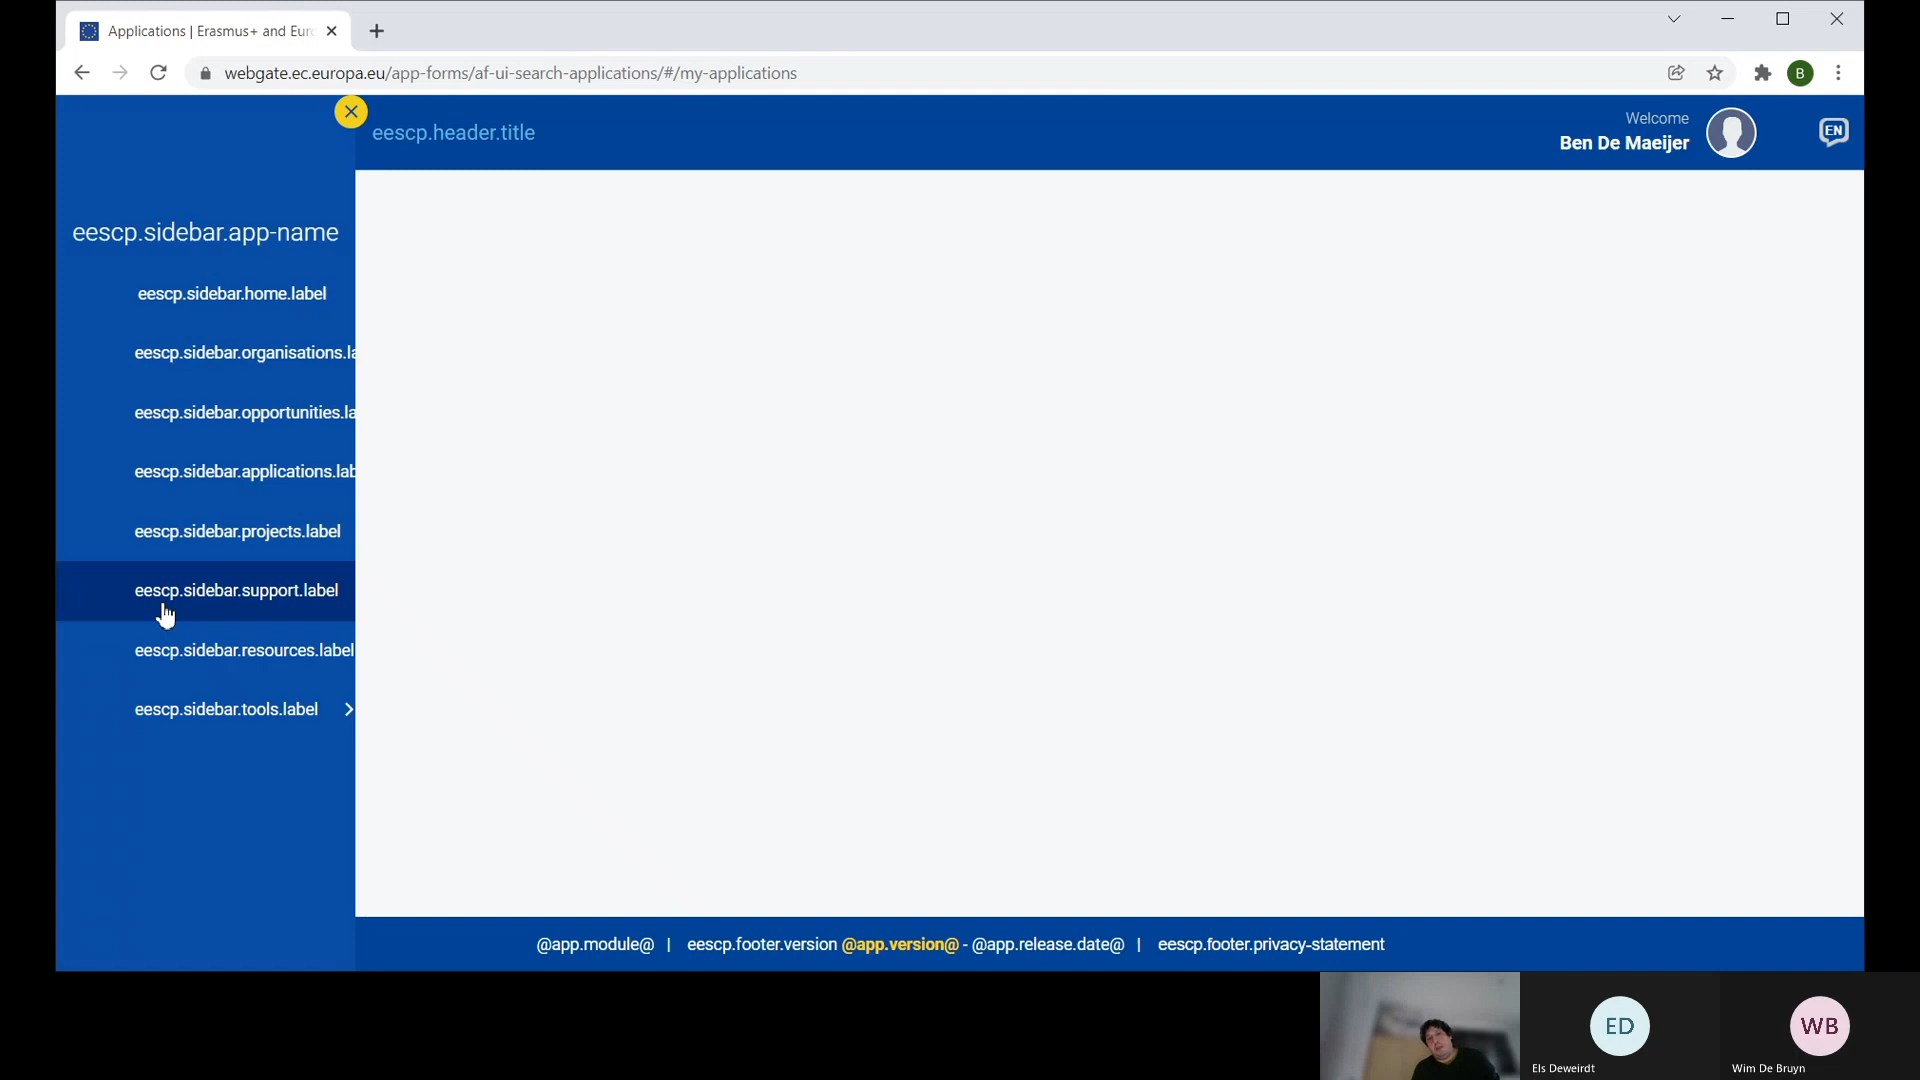 Applications | Erasmus+ and Euro
webgate.ec.europa.eu/app-forms/af-ui-search-applications/#/my-applications
B
eescp.header.title
Welcome
Ben De Maeijer
EN
eescp.sidebar.app-name
eescp.sidebar.home.label
eescp.sidebar.organisations.la
eescp.sidebar.opportunities.la
eescp.sidebar.applications.lab
eescp.sidebar.projects.label
eescp.sidebar.support.label
eescp.sidebar.resources.label
eescp.sidebar.tools.label
@app.module@ | eescp.footer.version @app.version@ - @app.release.date@ | eescp.footer.privacy-statement
ED
WB
Els Deweirdt
Wim De Bruyn